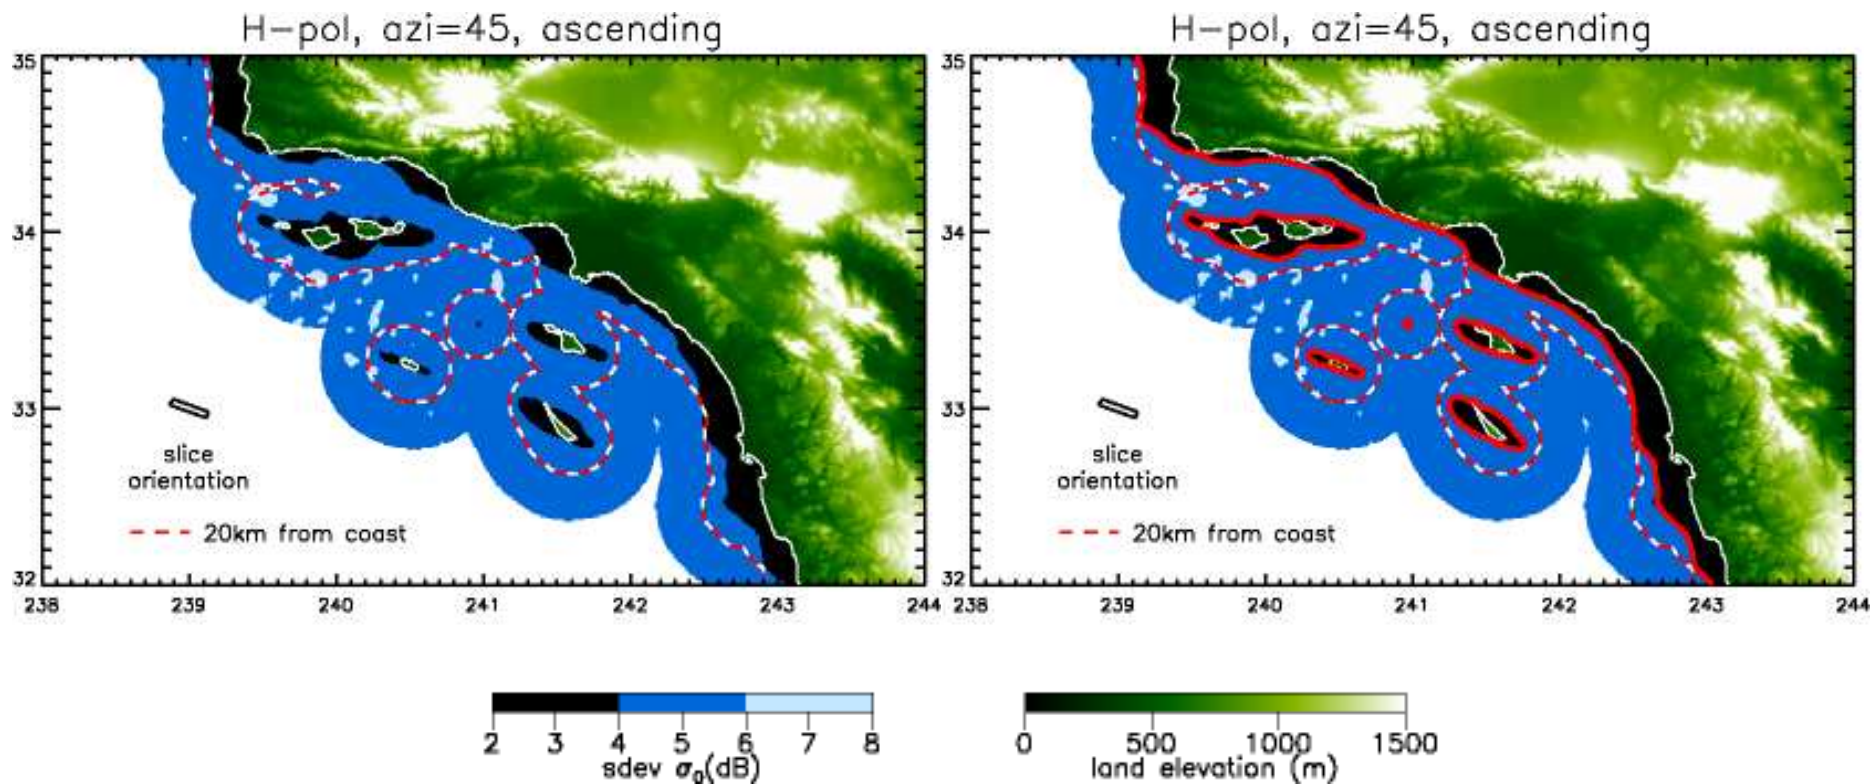 H-pol, azi=45, ascending
35
34
33
32
238
239
240
241
242
243
244
slice
orientation
20km from coast
H-pol, azi=45, ascending
35
34
33
32
238
239
240
241
242
243
244
slice
orientation
20km from coast
2 3 4 5 6 7 8
sdev σ₀(dB)
0 500 1000 1500
land elevation (m)